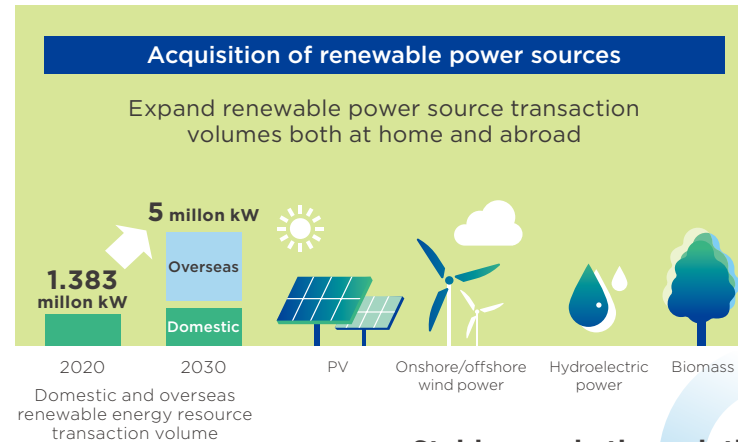 Acquisition of renewable power sources
Expand renewable power source transaction
volumes both at home and abroad
5 millon kW
Overseas
1.383
millon kW
Domestic
2020
2030
PV
Onshore/offshore
wind power
Hydroelectric
power
Biomass
Domestic and overseas
renewable energy resource
transaction volume